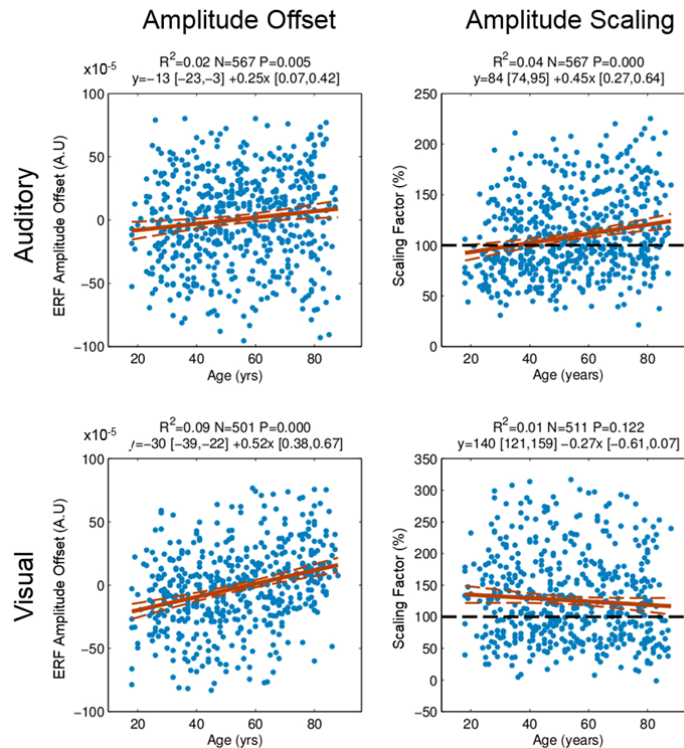 Amplitude Offset
Amplitude Scaling
Auditory
R²=0.02 N=567 P=0.005
y=−13 [−23,−3] +0.25x [0.07,0.42]
x10⁻⁵
100
50
0
−50
−100
ERF Amplitude Offset (A.U)
20 40 60 80
Age (yrs)
R²=0.04 N=567 P=0.000
y=84 [74,95] +0.45x [0.27,0.64]
250
200
150
100
50
0
Scaling Factor (%)
20 40 60 80
Age (years)
Visual
R²=0.09 N=501 P=0.000
y=−30 [−39,−22] +0.52x [0.38,0.67]
x10⁻⁵
100
50
0
−50
−100
ERF Amplitude Offset (A.U)
20 40 60 80
Age (yrs)
R²=0.01 N=511 P=0.122
y=140 [121,159] −0.27x [−0.61,0.07]
350
300
250
200
150
100
50
0
−50
Scaling Factor (%)
20 40 60 80
Age (yrs)